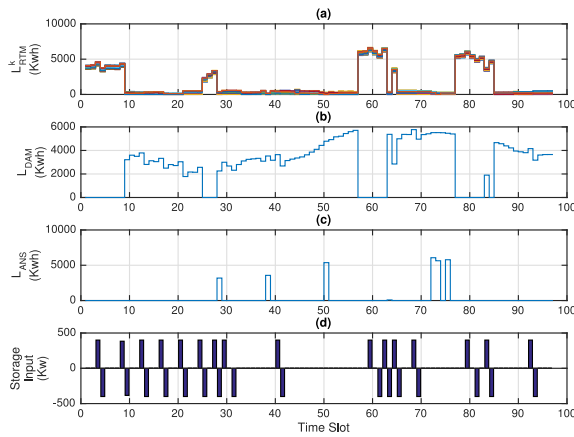 (a)
L^k_RTM
(Kwh)
10000
5000
0
0 10 20 30 40 50 60 70 80 90 100
(b)
L_DAM
(Kwh)
6000
4000
2000
0
0 10 20 30 40 50 60 70 80 90 100
(c)
L_ANS
(Kwh)
10000
5000
0
0 10 20 30 40 50 60 70 80 90 100
(d)
Storage
Input
(Kw)
500
0
-500
0 10 20 30 40 50 60 70 80 90 100
Time Slot